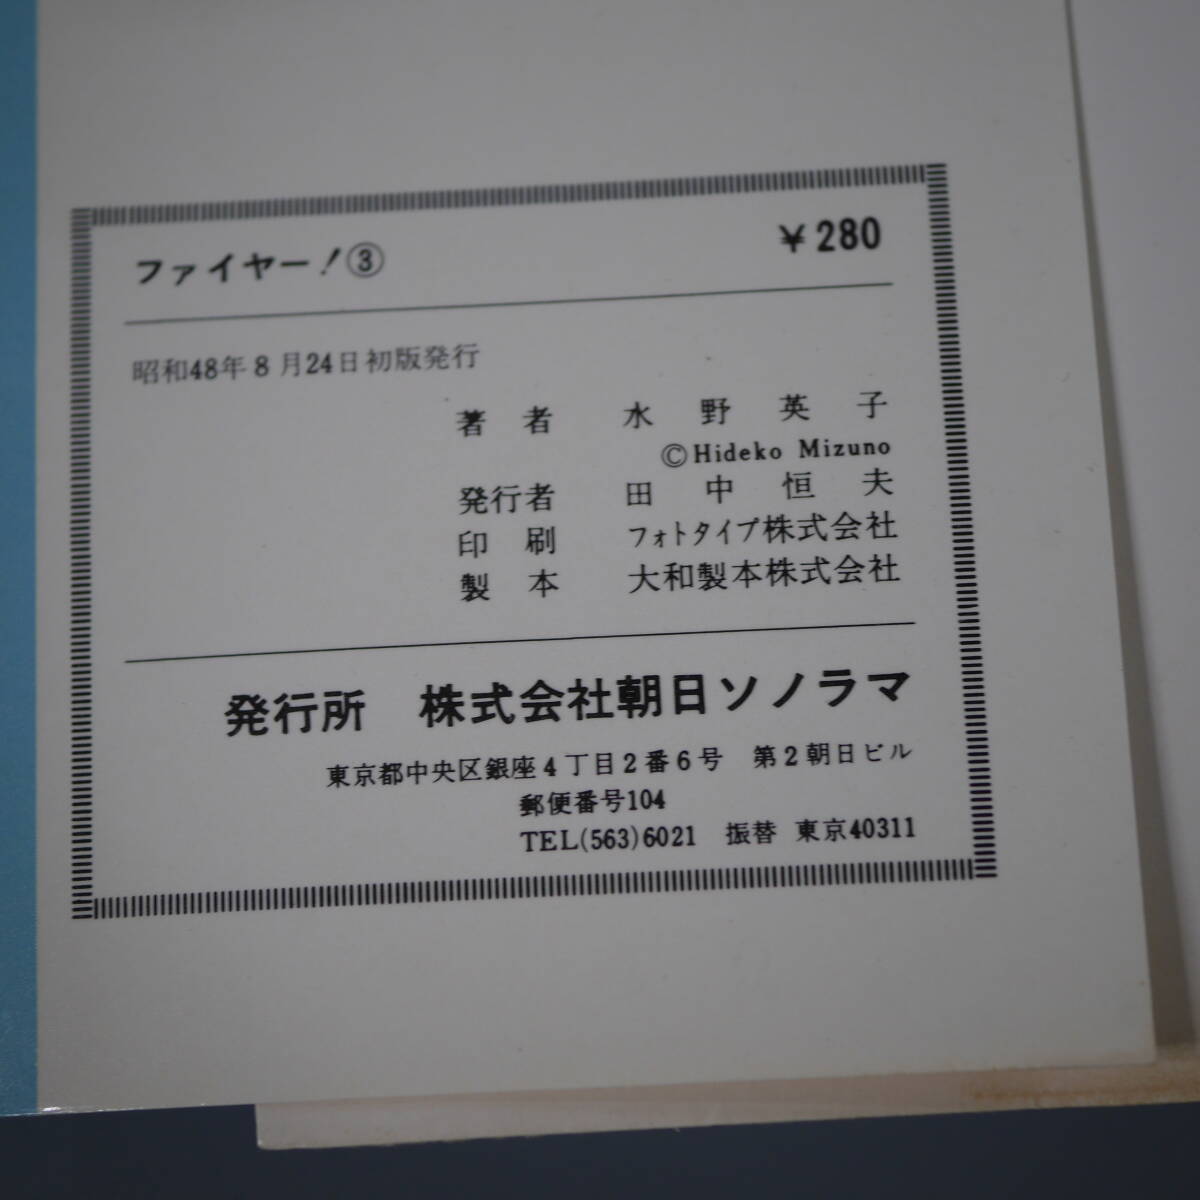 ファイヤー！③ ￥280
昭和48年8月24日初版発行
著者 水野英子
©Hideko Mizuno
発行者 田中恒夫
印刷 フォトタイプ株式会社
製本 大和製本株式会社
発行所 株式会社朝日ソノラマ
東京都中央区銀座4丁目2番6号 第2朝日ビル
郵便番号104
TEL(563)6021 振替 東京40311